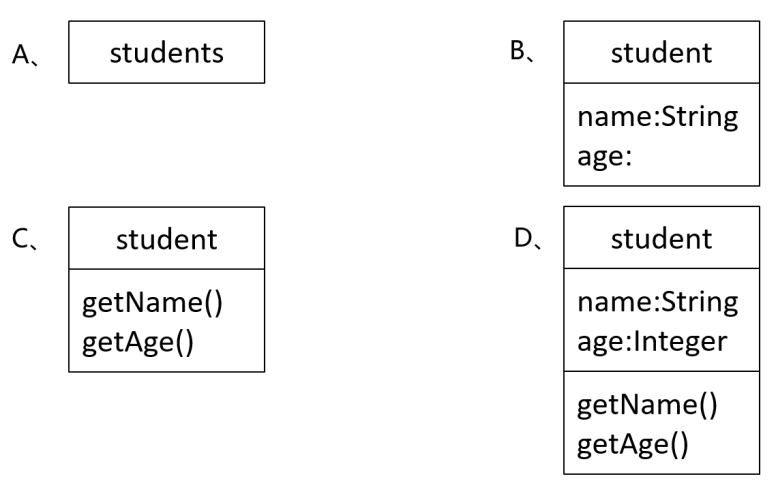 A、 students
B、 student
name:String
age:
C、 student
getName()
getAge()
D、 student
name:String
age:Integer
getName()
getAge()